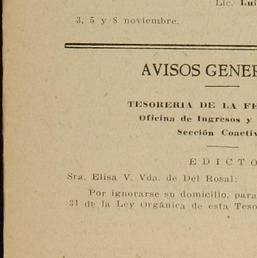 Lic. Lui
3, 5 y 8 noviembre.
AVISOS GENER
TESORERIA DE LA FE
Oficina de Ingresos y
Sección Coactiv
EDICTO
Sra. Elisa V. Vda. de Del Rosal:
Por ignorarse su domicilio, para
31 de la Ley Orgánica de esta Teso